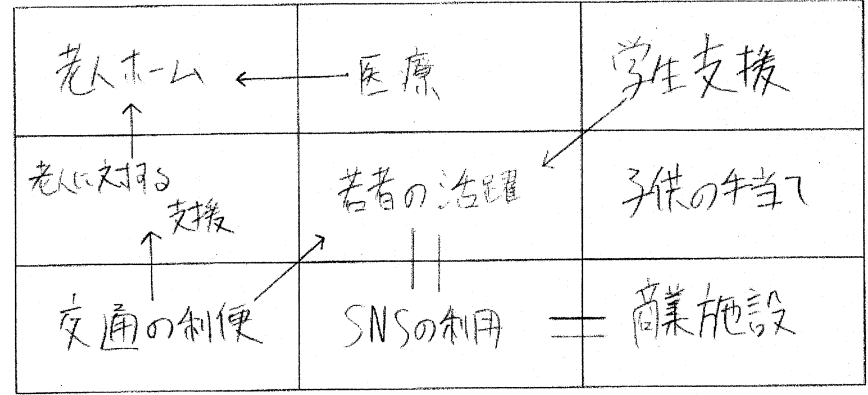 老人ホーム
医療
学生支援
老人に対する
支援
若者の活躍
子供の手当て
交通の利便
SNSの利用
商業施設